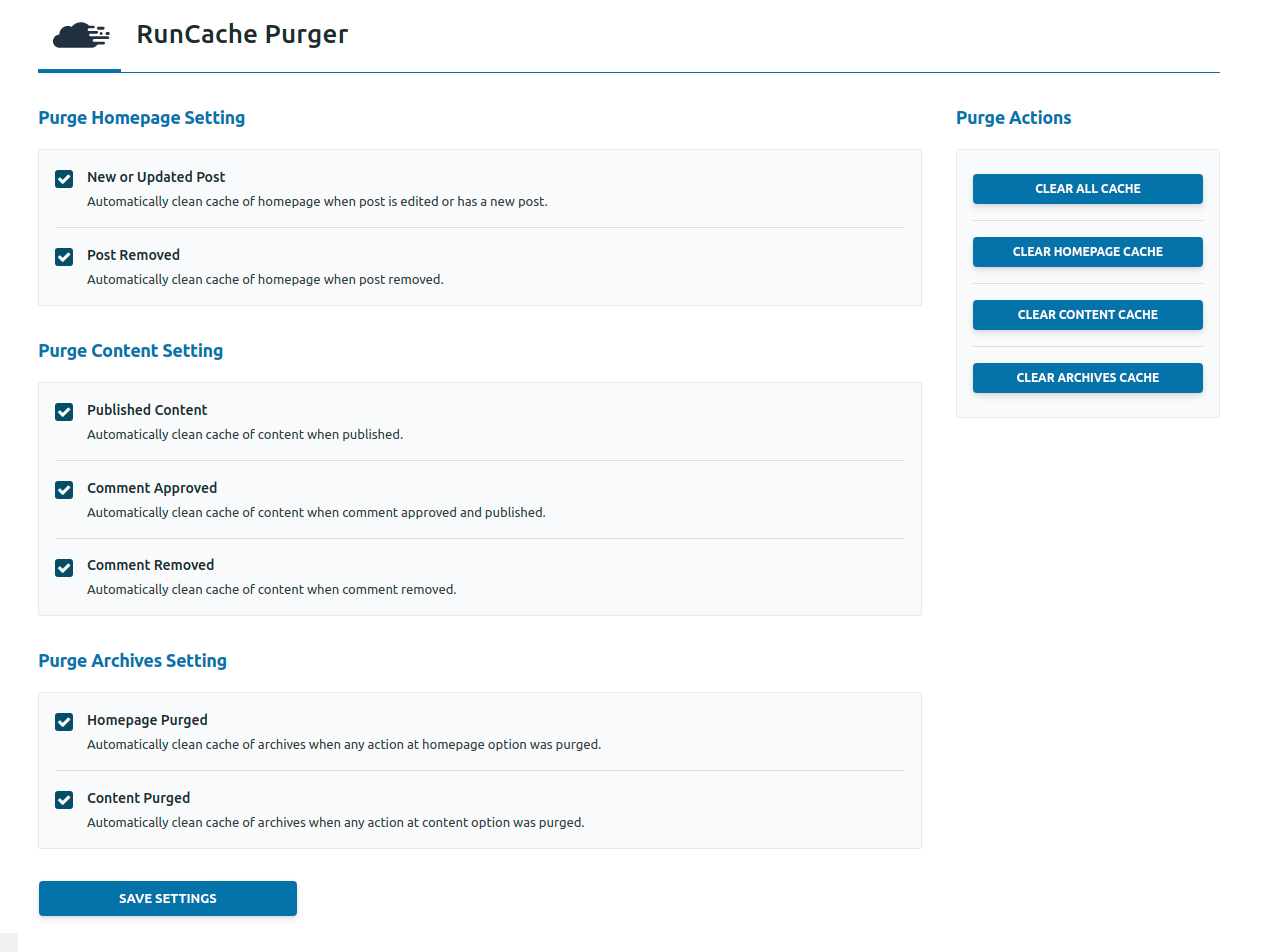 RunCache Purger
Purge Homepage Setting
New or Updated Post
Automatically clean cache of homepage when post is edited or has a new post.
Post Removed
Automatically clean cache of homepage when post removed.
Purge Content Setting
Published Content
Automatically clean cache of content when published.
Comment Approved
Automatically clean cache of content when comment approved and published.
Comment Removed
Automatically clean cache of content when comment removed.
Purge Archives Setting
Homepage Purged
Automatically clean cache of archives when any action at homepage option was purged.
Content Purged
Automatically clean cache of archives when any action at content option was purged.
SAVE SETTINGS
Purge Actions
CLEAR ALL CACHE
CLEAR HOMEPAGE CACHE
CLEAR CONTENT CACHE
CLEAR ARCHIVES CACHE